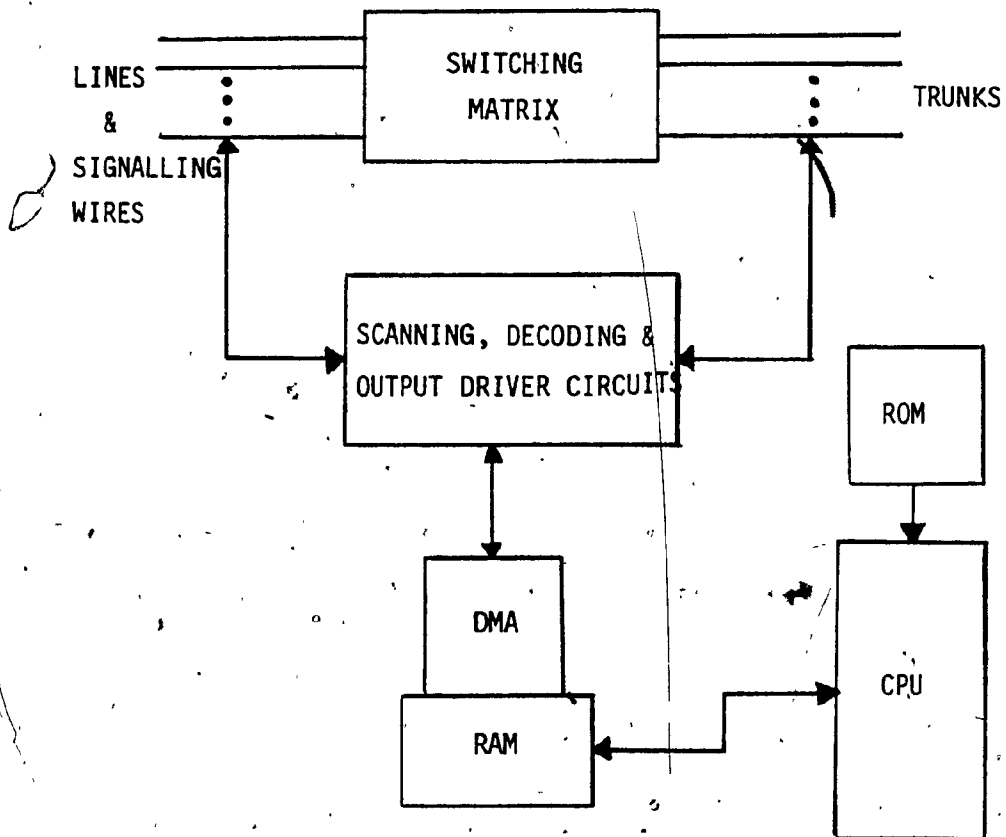 SWITCHING
MATRIX
LINES
&
SIGNALLING
WIRES
TRUNKS
SCANNING, DECODING &
OUTPUT DRIVER CIRCUITS
ROM
DMA
CPU
RAM